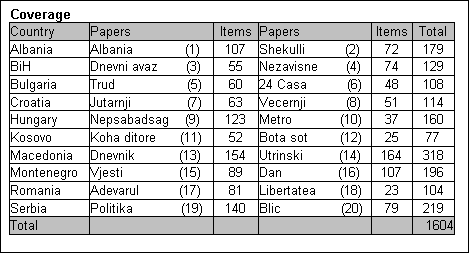 Coverage
Country Papers Items Papers Items Total
Albania Albania (1) 107 Shekulli (2) 72 179
BiH Dnevni avaz (3) 55 Nezavisne (4) 74 129
Bulgaria Trud (5) 60 24 Casa (6) 48 108
Croatia Jutarnji (7) 63 Vecernji (8) 51 114
Hungary Nepsabadsag (9) 123 Metro (10) 37 160
Kosovo Koha ditore (11) 52 Bota sot (12) 25 77
Macedonia Dnevnik (13) 154 Utrinski (14) 164 318
Montenegro Vjesti (15) 89 Dan (16) 107 196
Romania Adevarul (17) 81 Libertatea (18) 23 104
Serbia Politika (19) 140 Blic (20) 79 219
Total 1604